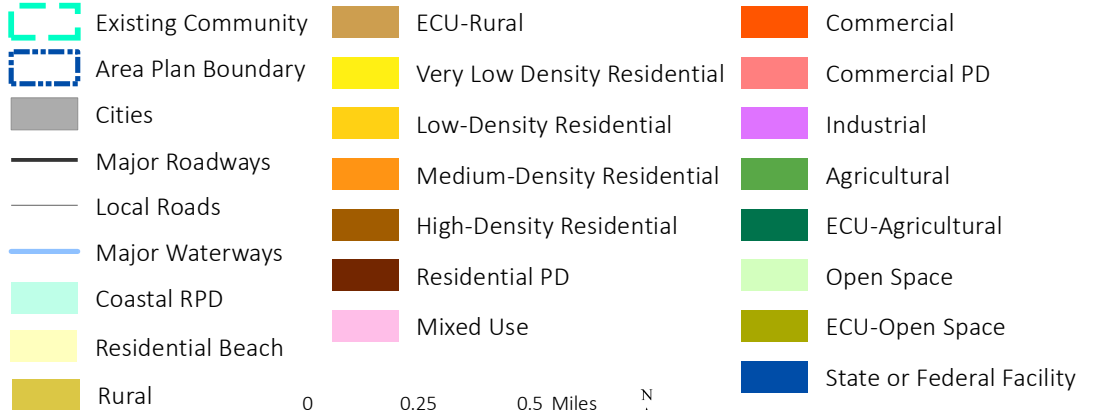 Existing Community
Area Plan Boundary
Cities
Major Roadways
Local Roads
Major Waterways
Coastal RPD
Residential Beach
Rural
ECU-Rural
Very Low Density Residential
Low-Density Residential
Medium-Density Residential
High-Density Residential
Residential PD
Mixed Use
Commercial
Commercial PD
Industrial
Agricultural
ECU-Agricultural
Open Space
ECU-Open Space
State or Federal Facility
0 0.25 0.5 Miles
N